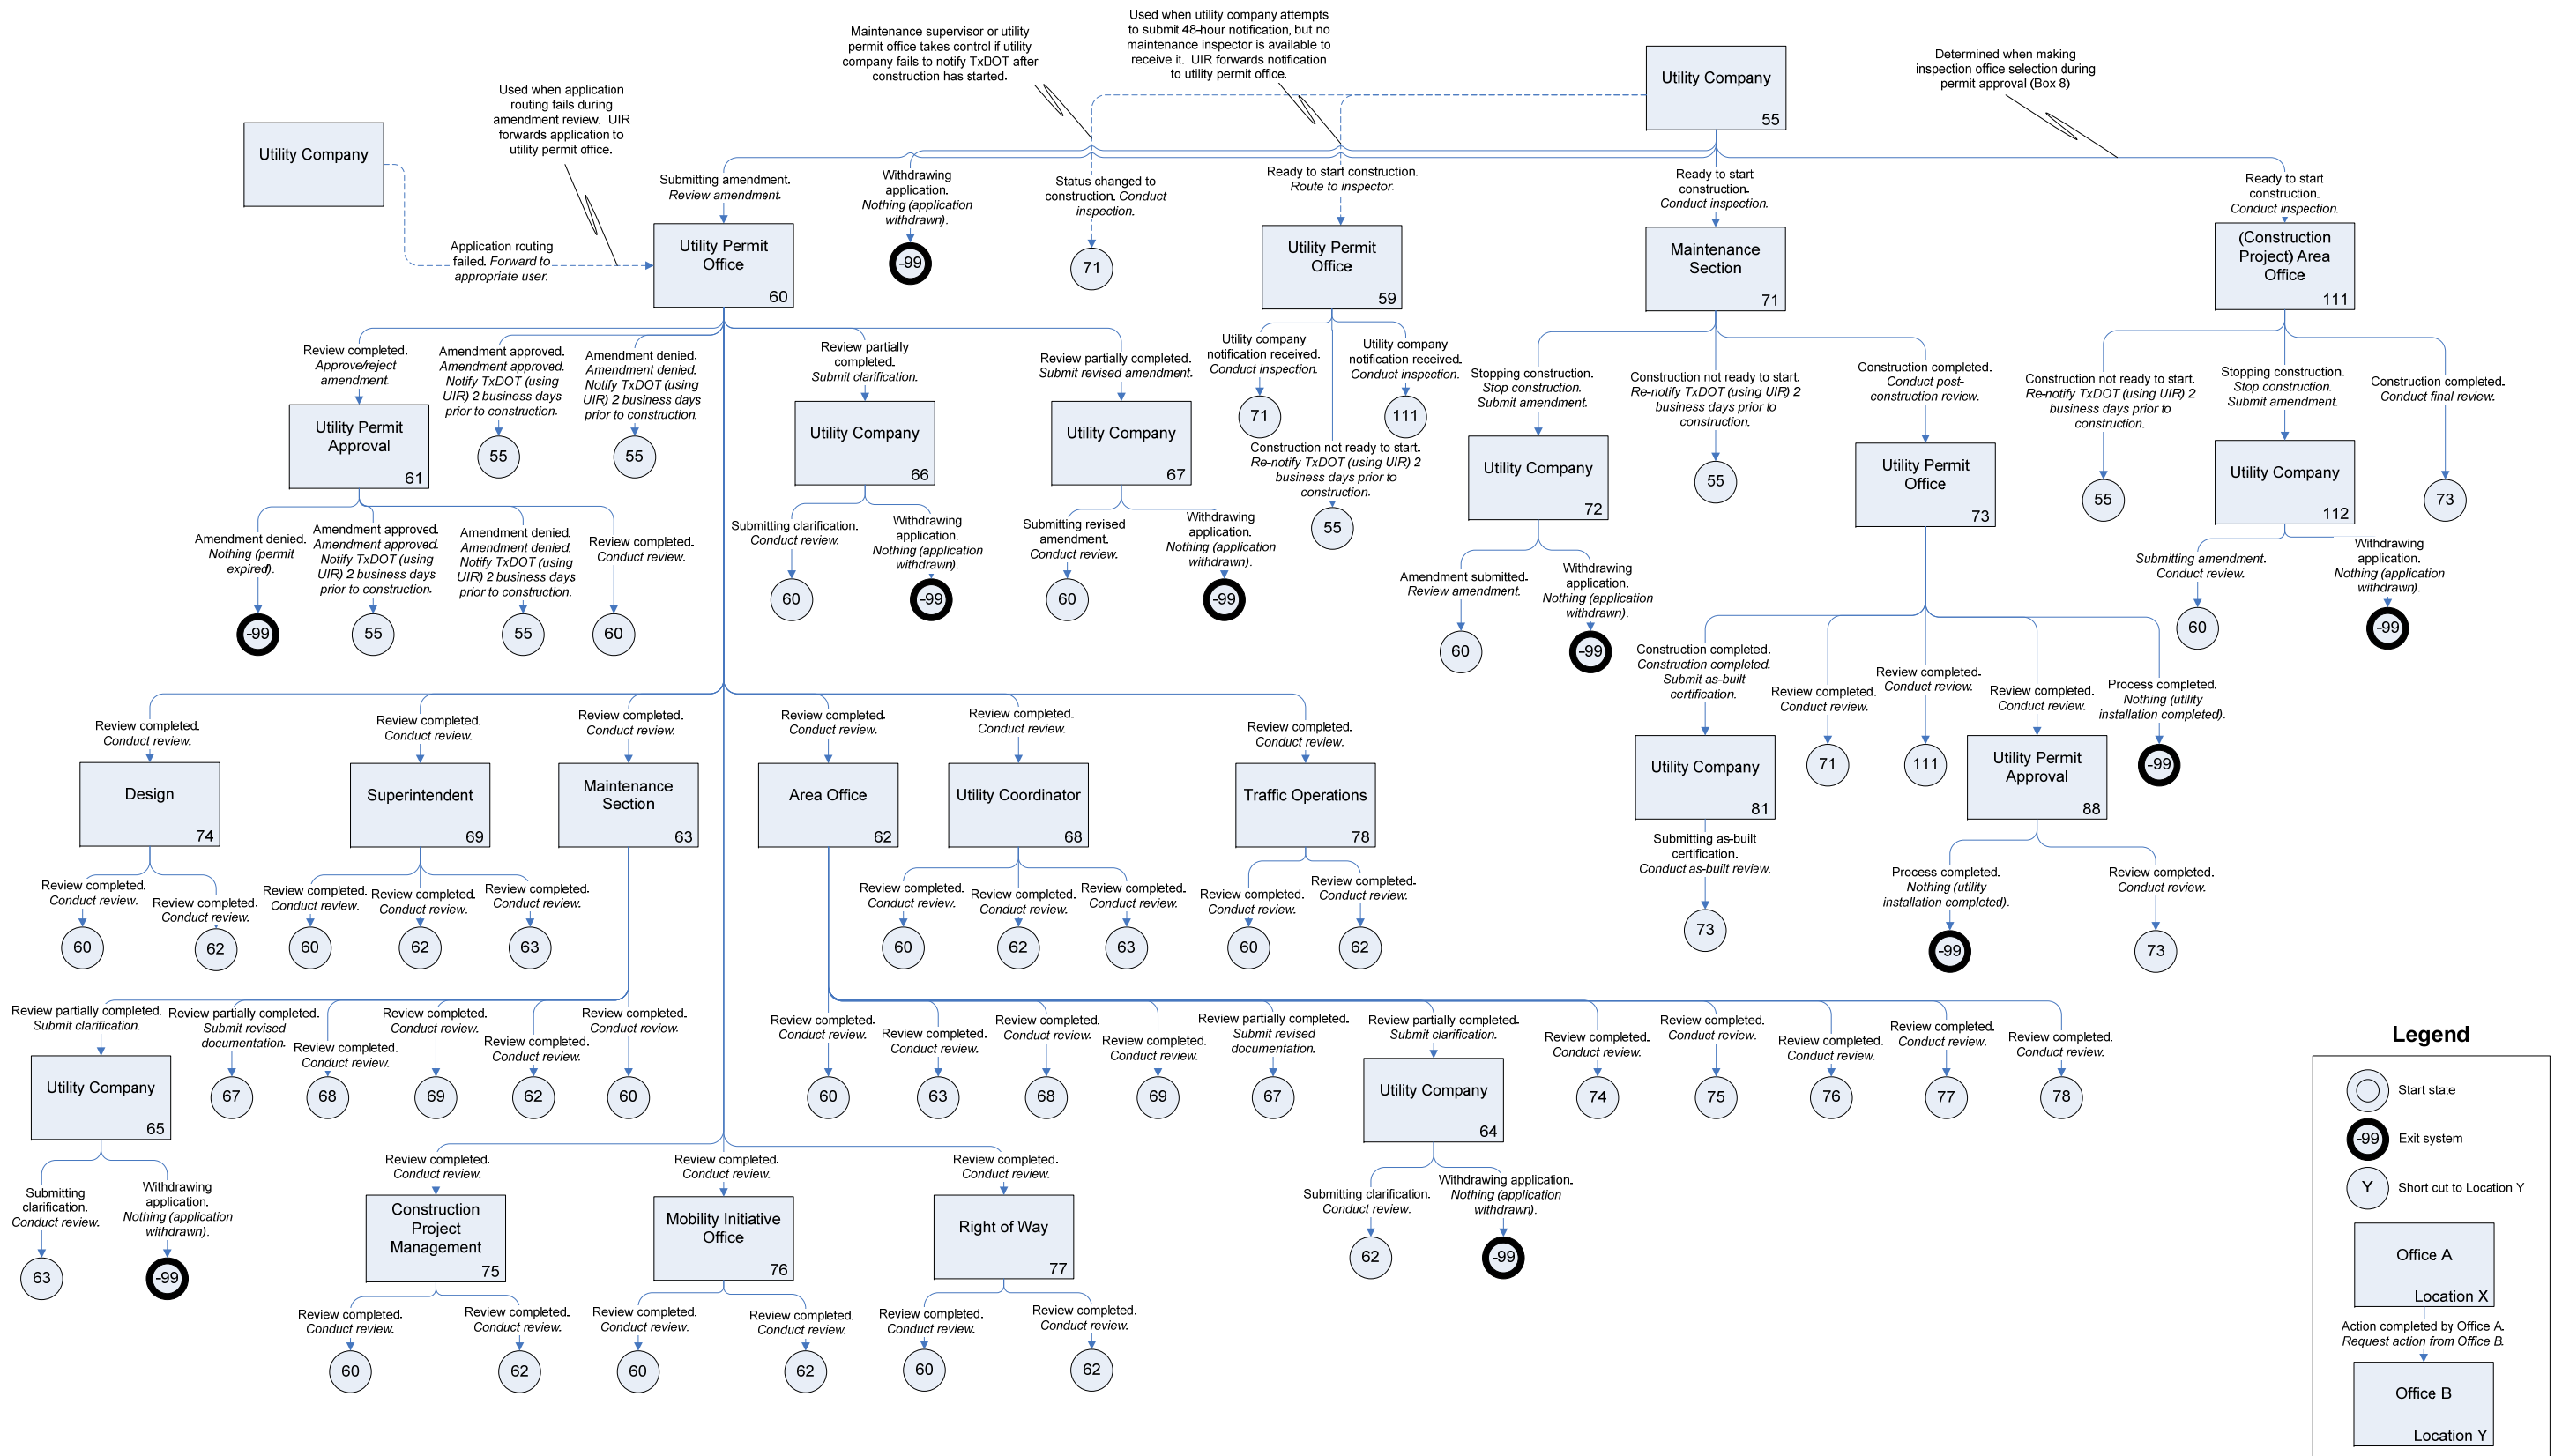 Maintenance supervisor or utility
permit office takes control if utility
company fails to notify TxDOT after
construction has started.
Used when utility company attempts
to submit 48-hour notification, but no
maintenance inspector is available to
receive it. UIR forwards notification
to utility permit office.
Utility Company
55
Determined when making
inspection office selection during
permit approval (Box 8)
Used when application
routing fails during
amendment review. UIR
forwards application to
utility permit office.
Utility Company
Application routing
failed. Forward to
appropriate user.
Submitting amendment.
Review amendment.
Withdrawing
application.
Nothing (application
withdrawn).
Status changed to
construction. Conduct
inspection.
Ready to start construction.
Route to inspector.
Ready to start
construction.
Conduct inspection.
Ready to start
construction.
Conduct inspection.
Utility Permit
Office
60
-99
71
Utility Permit
Office
59
Maintenance
Section
71
(Construction
Project) Area
Office
111
Review completed.
Approve/reject
amendment.
Amendment approved.
Amendment approved.
Notify TxDOT (using
UIR) 2 business days
prior to construction.
Amendment denied.
Amendment denied.
Notify TxDOT (using
UIR) 2 business days
prior to construction.
Review partially
completed.
Submit clarification.
Review partially completed.
Submit revised amendment.
Utility company
notification received.
Conduct inspection.
Utility company
notification received.
Conduct inspection.
Stopping construction.
Stop construction.
Submit amendment.
Construction not ready to start.
Re-notify TxDOT (using UIR) 2
business days prior to
construction.
Construction completed.
Conduct post-
construction review.
Construction not ready to start.
Re-notify TxDOT (using UIR) 2
business days prior to
construction.
Stopping construction.
Stop construction.
Submit amendment.
Construction completed.
Conduct final review.
Utility Permit
Approval
61
55
55
Utility Company
66
Utility Company
67
71
111
Construction not ready to start.
Re-notify TxDOT (using UIR) 2
business days prior to
construction.
55
Utility Company
72
55
Utility Permit
Office
73
55
Utility Company
112
73
Amendment denied.
Nothing (permit
expired).
Amendment approved.
Amendment approved.
Notify TxDOT (using
UIR) 2 business days
prior to construction.
Amendment denied.
Amendment denied.
Notify TxDOT (using
UIR) 2 business days
prior to construction.
Review completed.
Conduct review.
Submitting clarification.
Conduct review.
Withdrawing
application.
Nothing (application
withdrawn).
Submitting revised
amendment.
Conduct review.
Withdrawing
application.
Nothing (application
withdrawn).
Amendment submitted.
Review amendment.
Withdrawing
application.
Nothing (application
withdrawn).
Submitting amendment.
Conduct review.
Withdrawing
application.
Nothing (application
withdrawn).
-99
55
55
60
60
-99
60
-99
60
-99
60
-99
Construction completed.
Construction completed.
Submit as-built
certification.
Review completed.
Conduct review.
Review completed.
Conduct review.
Review completed.
Conduct review.
Process completed.
Nothing (utility
installation completed).
Utility Company
81
71
111
Utility Permit
Approval
88
-99
Submitting as-built
certification.
Conduct as-built review.
73
Process completed.
Nothing (utility
installation completed).
-99
Review completed.
Conduct review.
73
Review completed.
Conduct review.
Review completed.
Conduct review.
Review completed.
Conduct review.
Review completed.
Conduct review.
Review completed.
Conduct review.
Review completed.
Conduct review.
Design
74
Superintendent
69
Maintenance
Section
63
Area Office
62
Utility Coordinator
68
Traffic Operations
78
Review completed.
Conduct review.
Review completed.
Conduct review.
Review completed.
Conduct review.
Review completed.
Conduct review.
Review completed.
Conduct review.
Review completed.
Conduct review.
Review completed.
Conduct review.
Review completed.
Conduct review.
Review completed.
Conduct review.
Review completed.
Conduct review.
60
62
60
62
63
60
62
63
60
62
Review partially completed.
Submit clarification.
Review partially completed.
Submit revised
documentation.
Review completed.
Conduct review.
Review completed.
Conduct review.
Review completed.
Conduct review.
Review completed.
Conduct review.
Review completed.
Conduct review.
Review completed.
Conduct review.
Review completed.
Conduct review.
Review completed.
Conduct review.
Review partially completed.
Submit revised
documentation.
Review partially completed.
Submit clarification.
Review completed.
Conduct review.
Review completed.
Conduct review.
Review completed.
Conduct review.
Review completed.
Conduct review.
Review completed.
Conduct review.
Utility Company
65
67
68
69
62
60
60
63
68
69
67
Utility Company
64
74
75
76
77
78
Submitting
clarification.
Conduct review.
Withdrawing
application.
Nothing (application
withdrawn).
63
-99
Review completed.
Conduct review.
Review completed.
Conduct review.
Review completed.
Conduct review.
Construction
Project
Management
75
Mobility Initiative
Office
76
Right of Way
77
Submitting clarification.
Conduct review.
Withdrawing application.
Nothing (application
withdrawn).
62
-99
Review completed.
Conduct review.
Review completed.
Conduct review.
Review completed.
Conduct review.
Review completed.
Conduct review.
Review completed.
Conduct review.
Review completed.
Conduct review.
60
62
60
62
60
62
Legend
Start state
-99
Exit system
Y
Short cut to Location Y
Office A
Location X
Action completed by Office A.
Request action from Office B.
Office B
Location Y